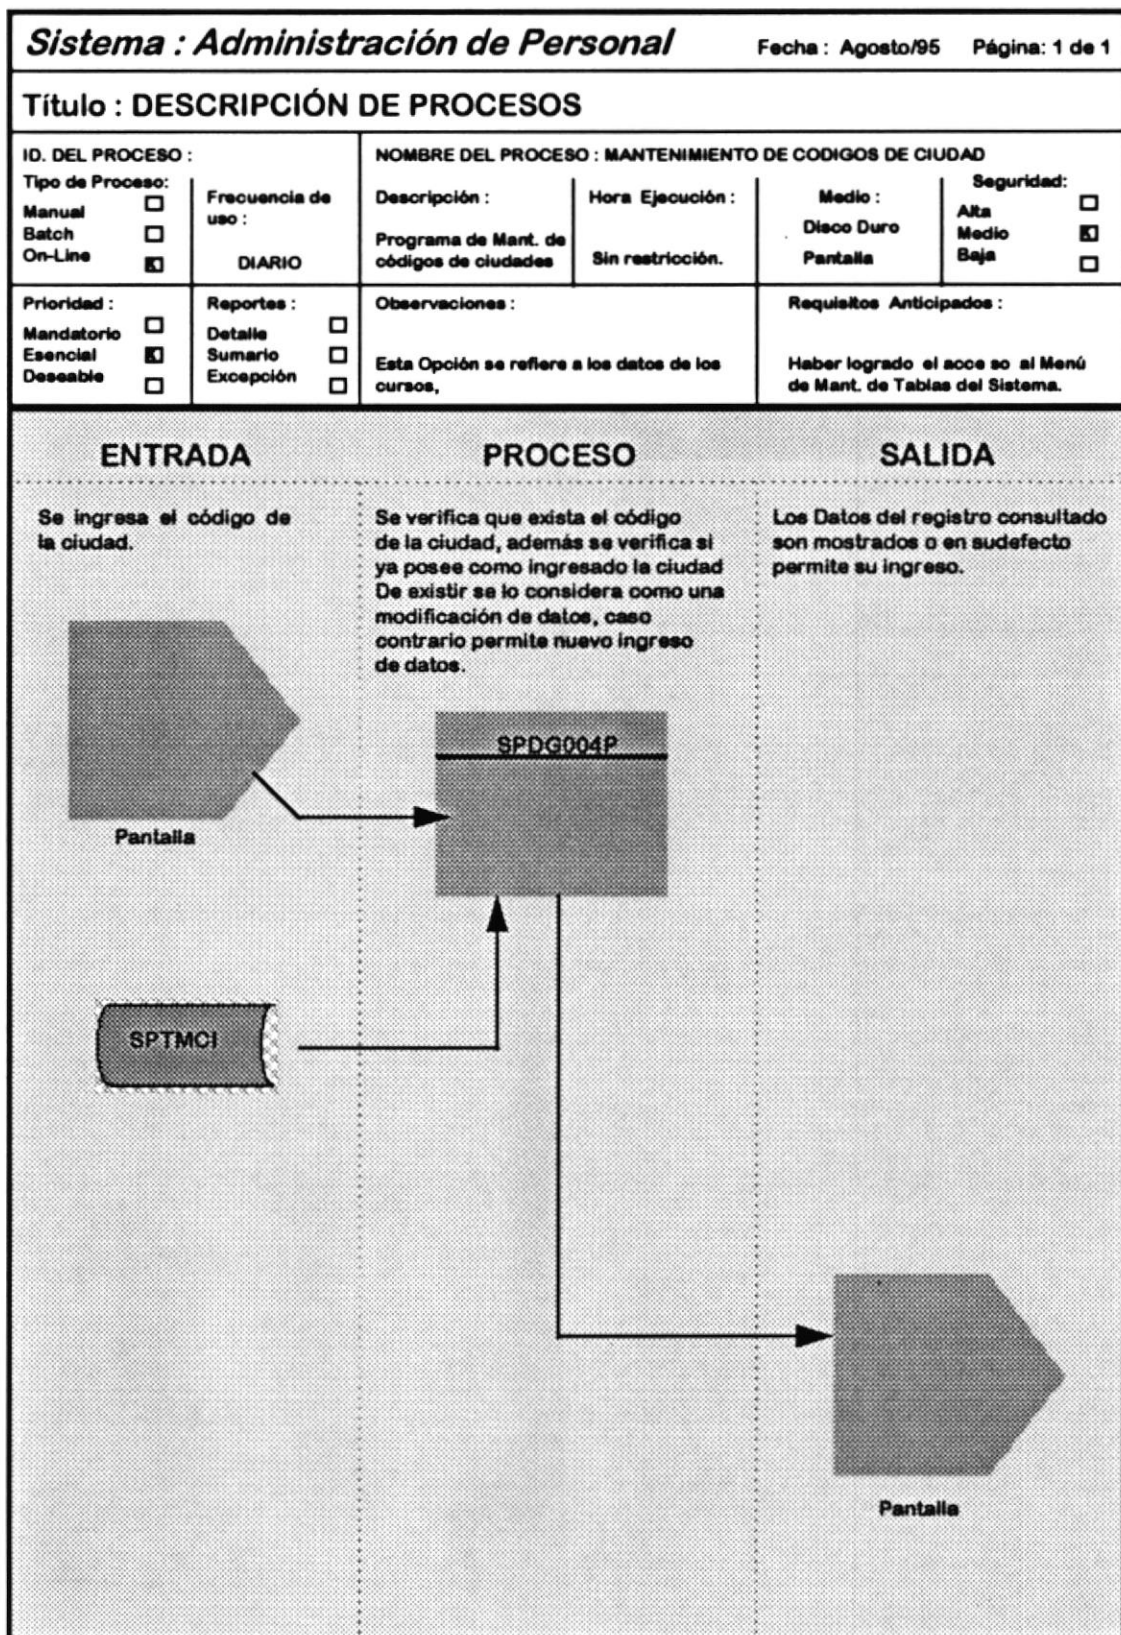 Sistema : Administración de Personal Fecha : Agosto/95 Página: 1 de 1
Título : DESCRIPCIÓN DE PROCESOS
ID. DEL PROCESO : NOMBRE DEL PROCESO : MANTENIMIENTO DE CODIGOS DE CIUDAD
Tipo de Proceso:
Manual
Batch
On-Line
Frecuencia de
uso :
DIARIO
Descripción :
Programa de Mant. de
códigos de ciudades
Hora Ejecución :
Sin restricción.
Medio :
Disco Duro
Pantalla
Seguridad:
Alta
Medio
Baja
Prioridad :
Mandatorio
Esencial
Deseable
Reportes :
Detalle
Sumario
Excepción
Observaciones :
Esta Opción se refiere a los datos de los
cursos,
Requisitos Anticipados :
Haber logrado el acce so al Menú
de Mant. de Tablas del Sistema.
ENTRADA PROCESO SALIDA
Se ingresa el código de
la ciudad.
Se verifica que exista el código
de la ciudad, además se verifica si
ya posee como ingresado la ciudad
De existir se lo considera como una
modificación de datos, caso
contrario permite nuevo ingreso
de datos.
Los Datos del registro consultado
son mostrados o en sudefecto
permite su ingreso.
SPDG004P
Pantalla
SPTMCI
Pantalla